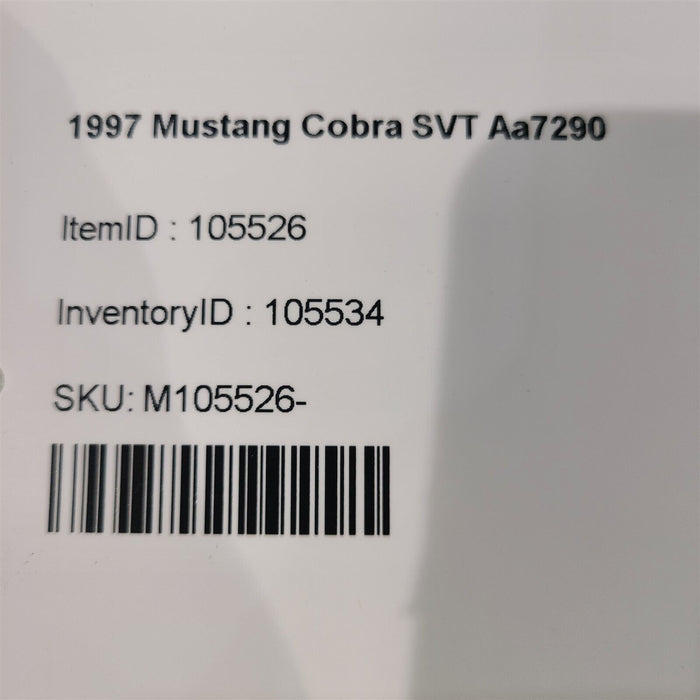 1997 Mustang Cobra SVT Aa7290
ItemID : 105526
InventoryID : 105534
SKU: M105526-